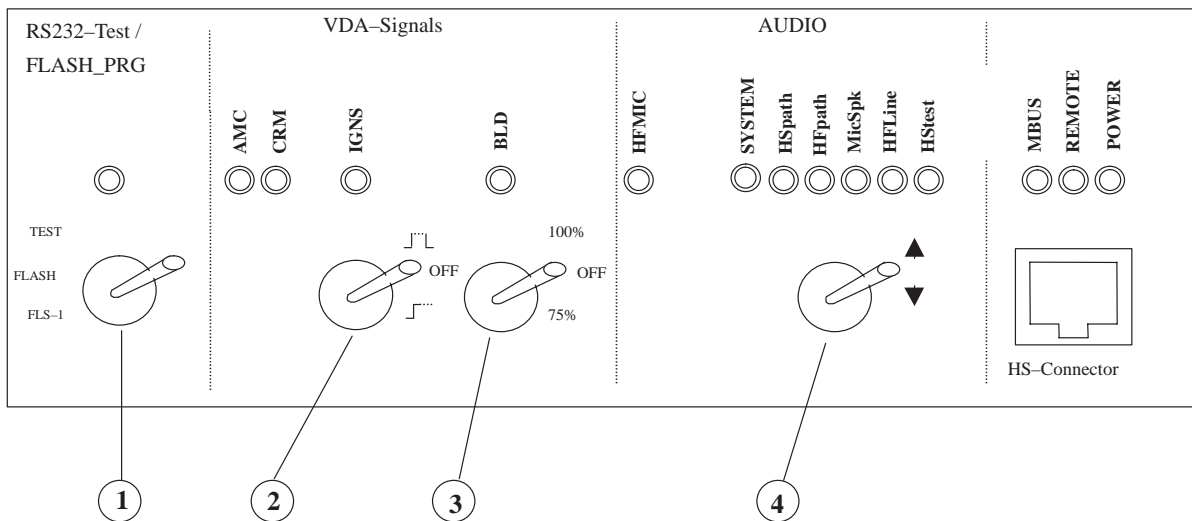 RS232–Test /
FLASH_PRG
VDA–Signals
AUDIO
AMC
CRM
IGNS
BLD
HFMIC
SYSTEM
HSpath
HFpath
MicSpk
HFLine
HStest
MBUS
REMOTE
POWER
TEST
FLASH
FLS–1
OFF
100%
OFF
75%
HS–Connector
1
2
3
4